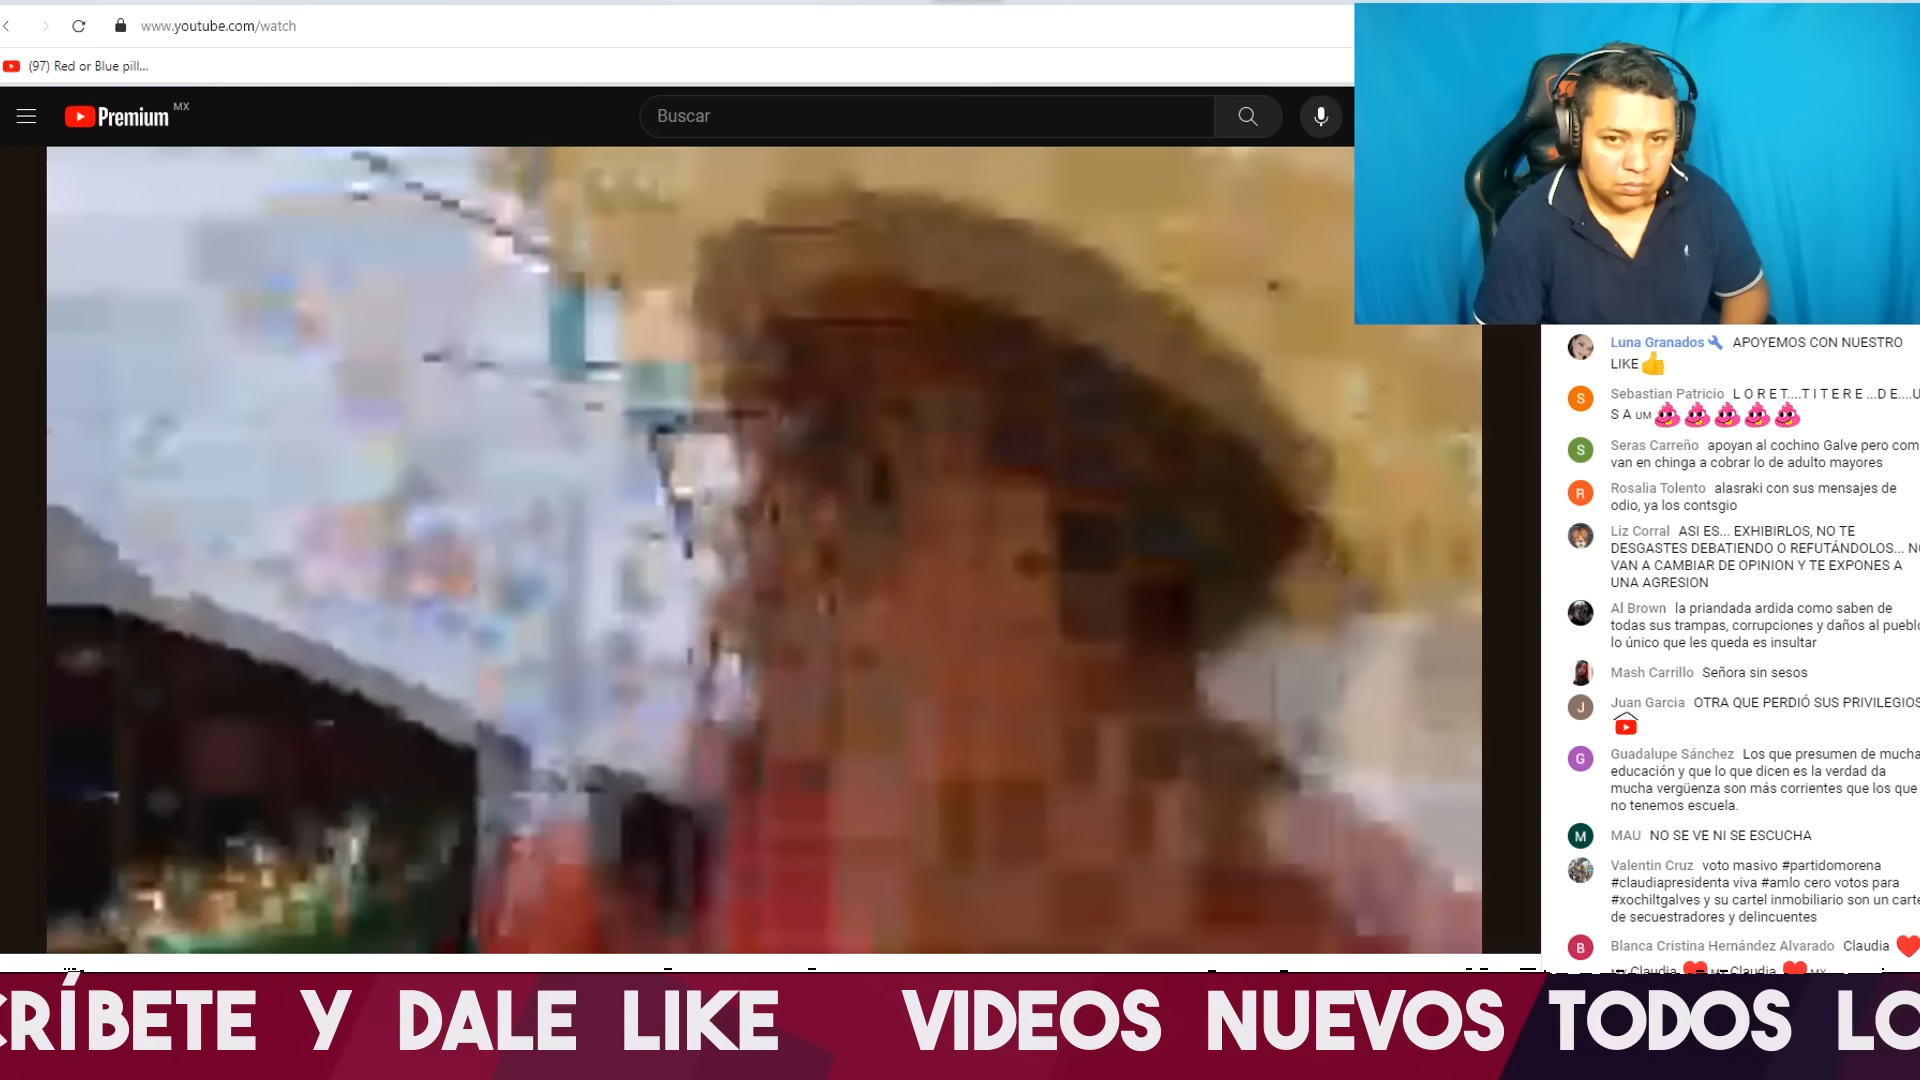 www.youtube.com/watch
(97) Red or Blue pill...
Premium MX
Buscar
Luna Granados APOYEMOS CON NUESTRO
LIKE
Sebastian Patricio L O R E T....T I T E R E ...D E....U
S A UM
Seras Carreño apoyan al cochino Galve pero com
van en chinga a cobrar lo de adulto mayores
Rosalia Tolento alasraki con sus mensajes de
odio, ya los contsgio
Liz Corral ASI ES... EXHIBIRLOS, NO TE
DESGASTES DEBATIENDO O REFUTÁNDOLOS... NO
VAN A CAMBIAR DE OPINION Y TE EXPONES A
UNA AGRESION
Al Brown la priandada ardida como saben de
todas sus trampas, corrupciones y daños al pueblo
lo único que les queda es insultar
Mash Carrillo Señora sin sesos
Juan Garcia OTRA QUE PERDIÓ SUS PRIVILEGIOS
Guadalupe Sánchez Los que presumen de mucha
educación y que lo que dicen es la verdad da
mucha vergüenza son más corrientes que los que
no tenemos escuela.
MAU NO SE VE NI SE ESCUCHA
Valentin Cruz voto masivo #partidomorena
#claudiapresidenta viva #amlo cero votos para
#xochiltgalves y su cartel inmobiliario son un carte
de secuestradores y delincuentes
Blanca Cristina Hernández Alvarado Claudia
Claudia Claudia MX
CRÍBETE Y DALE LIKE VIDEOS NUEVOS TODOS LO